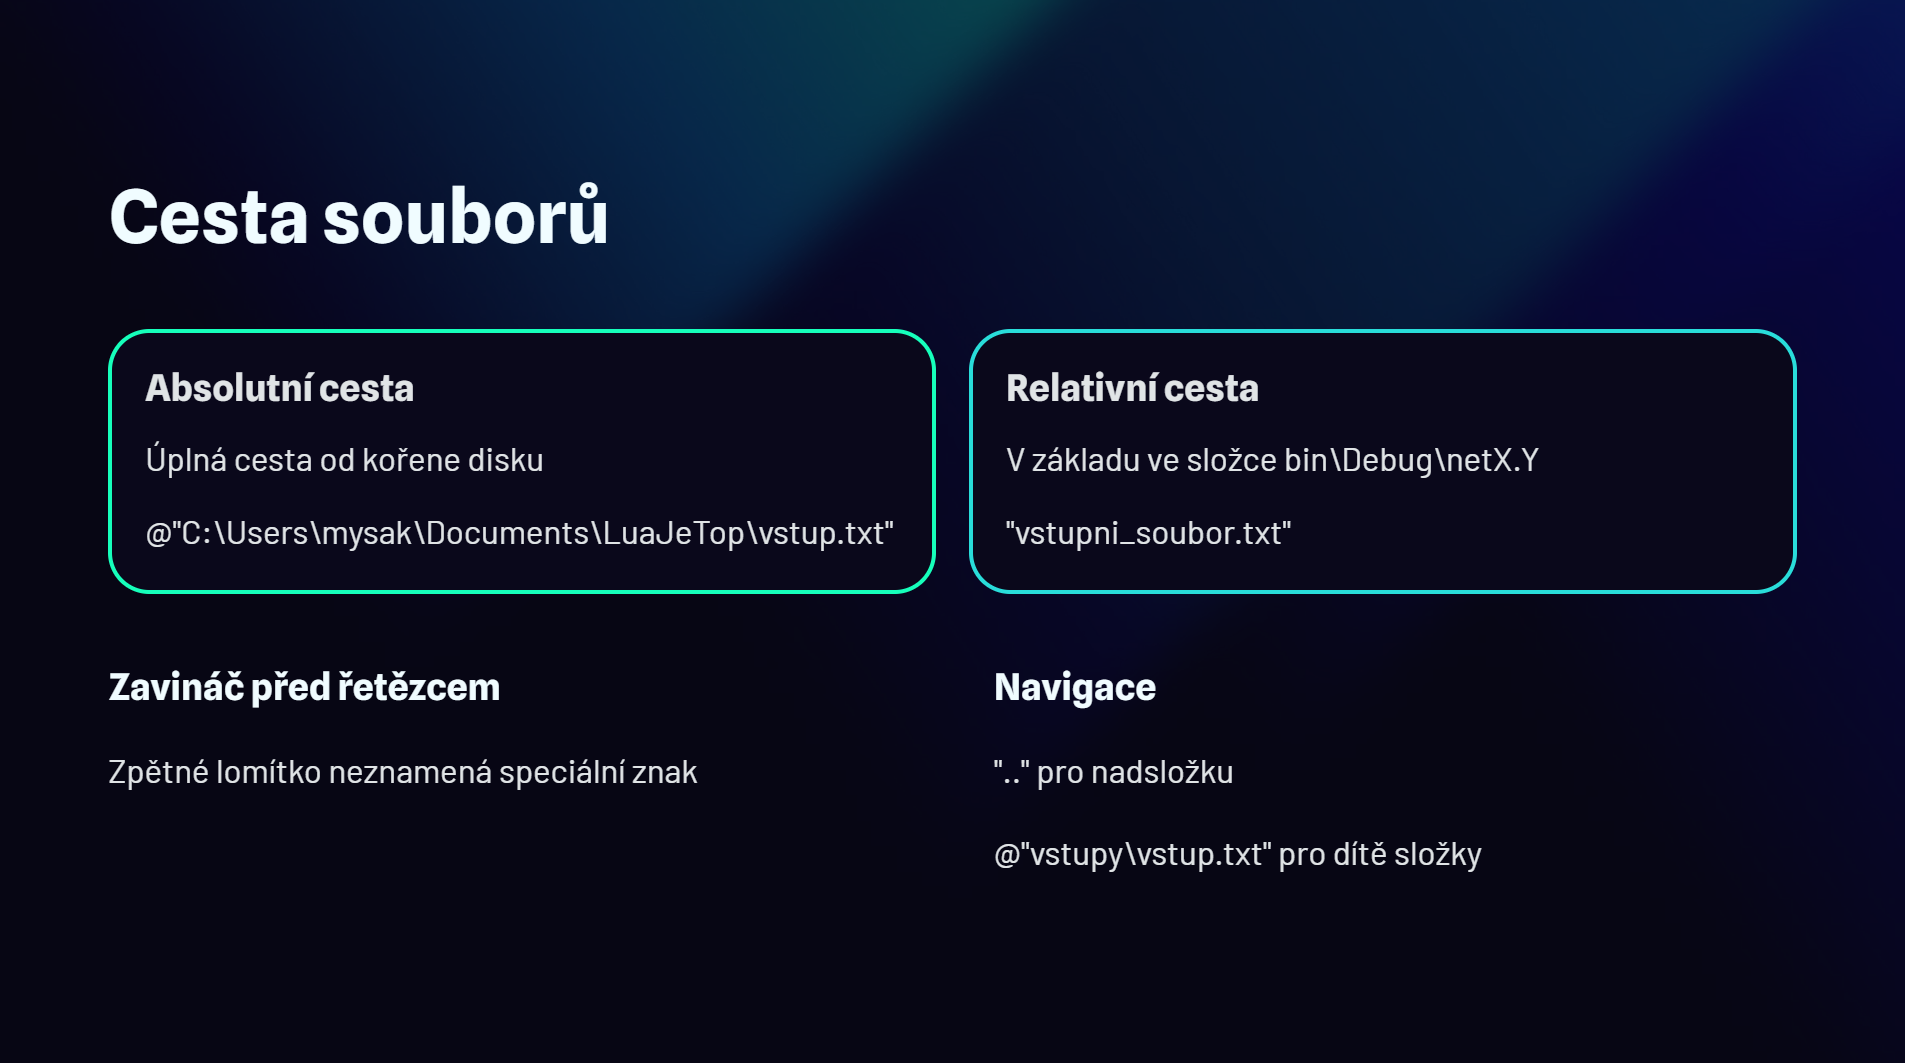 Cesta souborů
Absolutní cesta
Úplná cesta od kořene disku
@"C:\Users\mysak\Documents\LuaJeTop\vstup.txt"
Relativní cesta
V základu ve složce bin\Debug\netX.Y
"vstupni_soubor.txt"
Zavináč před řetězcem
Zpětné lomítko neznamená speciální znak
Navigace
".." pro nadsložku
@"vstupy\vstup.txt" pro dítě složky